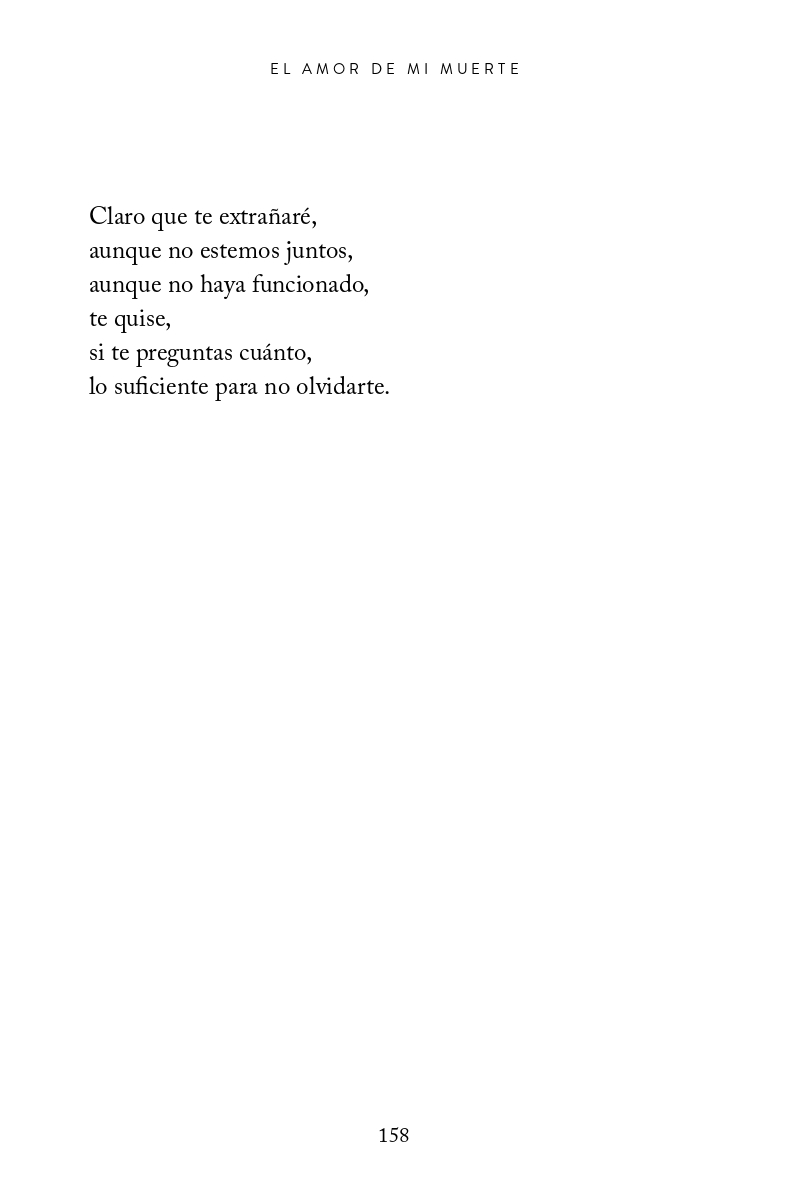 EL AMOR DE MI MUERTE
Claro que te extrañaré,
aunque no estemos juntos,
aunque no haya funcionado,
te quise,
si te preguntas cuánto,
lo suficiente para no olvidarte.
158